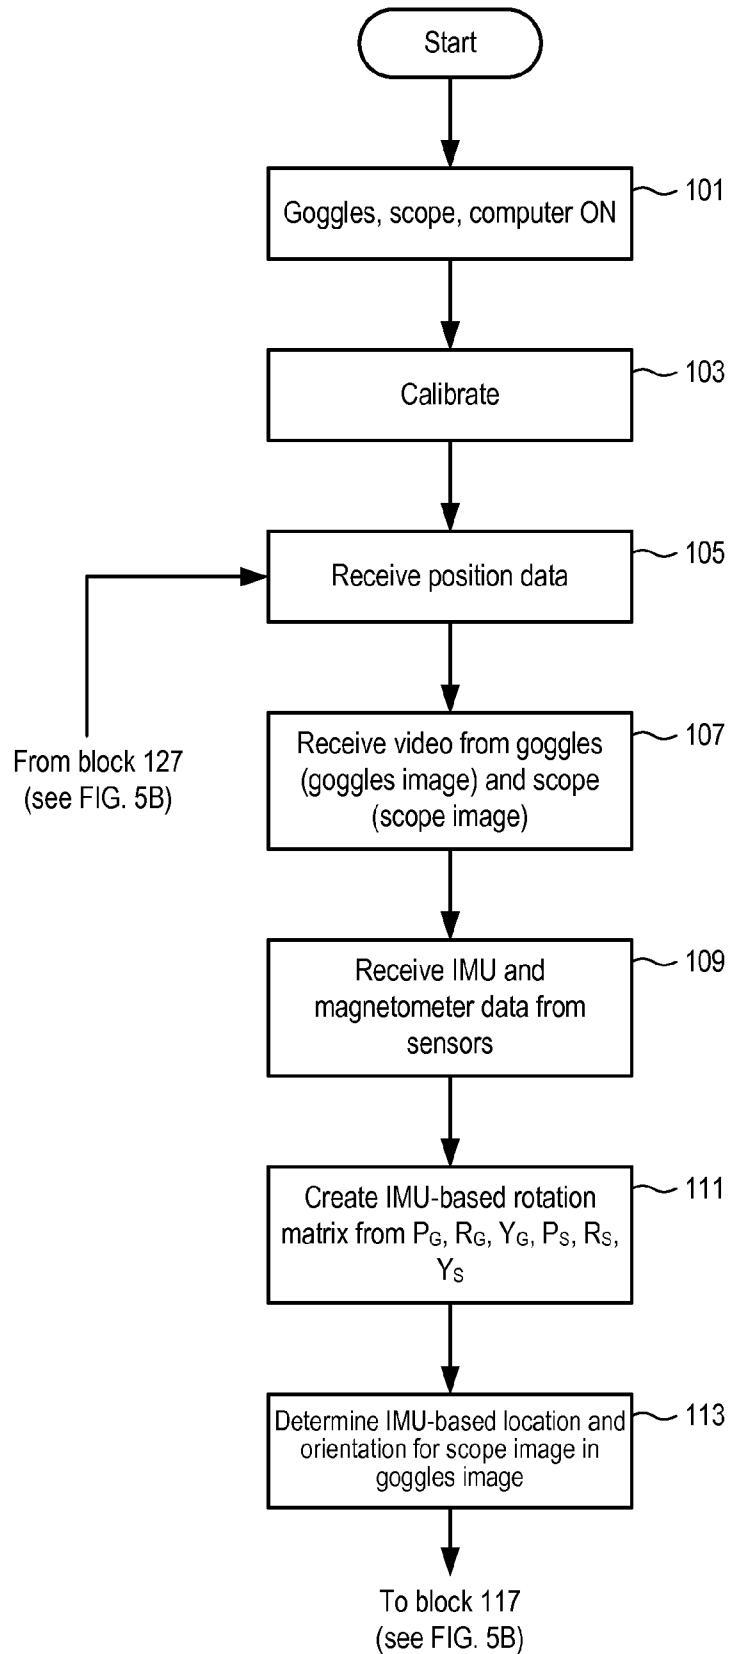 Start
Goggles, scope, computer ON
101
Calibrate
103
Receive position data
105
From block 127
(see FIG. 5B)
Receive video from goggles
(goggles image) and scope
(scope image)
107
Receive IMU and
magnetometer data from
sensors
109
Create IMU-based rotation
matrix from PG, RG, YG, PS, RS,
YS
111
Determine IMU-based location and
orientation for scope image in
goggles image
113
To block 117
(see FIG. 5B)